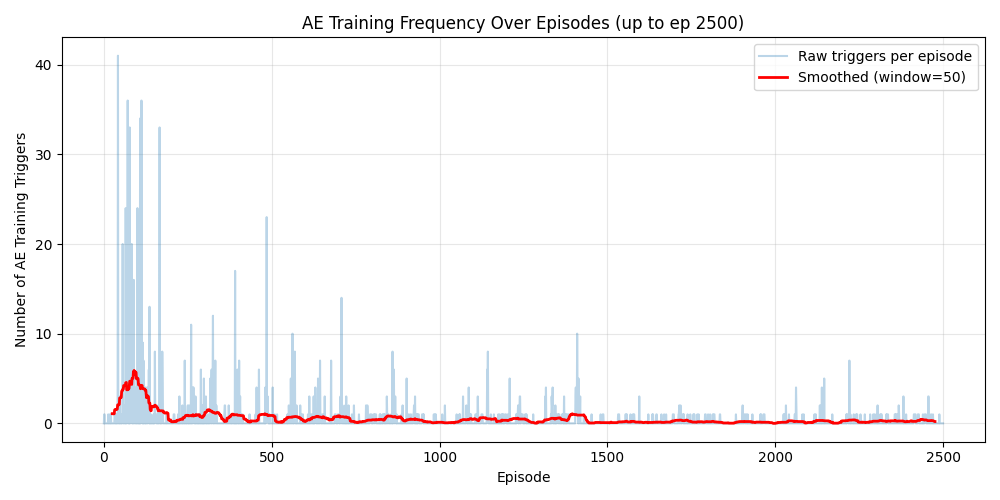 AE Training Frequency Over Episodes (up to ep 2500)
Raw triggers per episode
Smoothed (window=50)
Number of AE Training Triggers
40
30
20
10
0
0 500 1000 1500 2000 2500
Episode